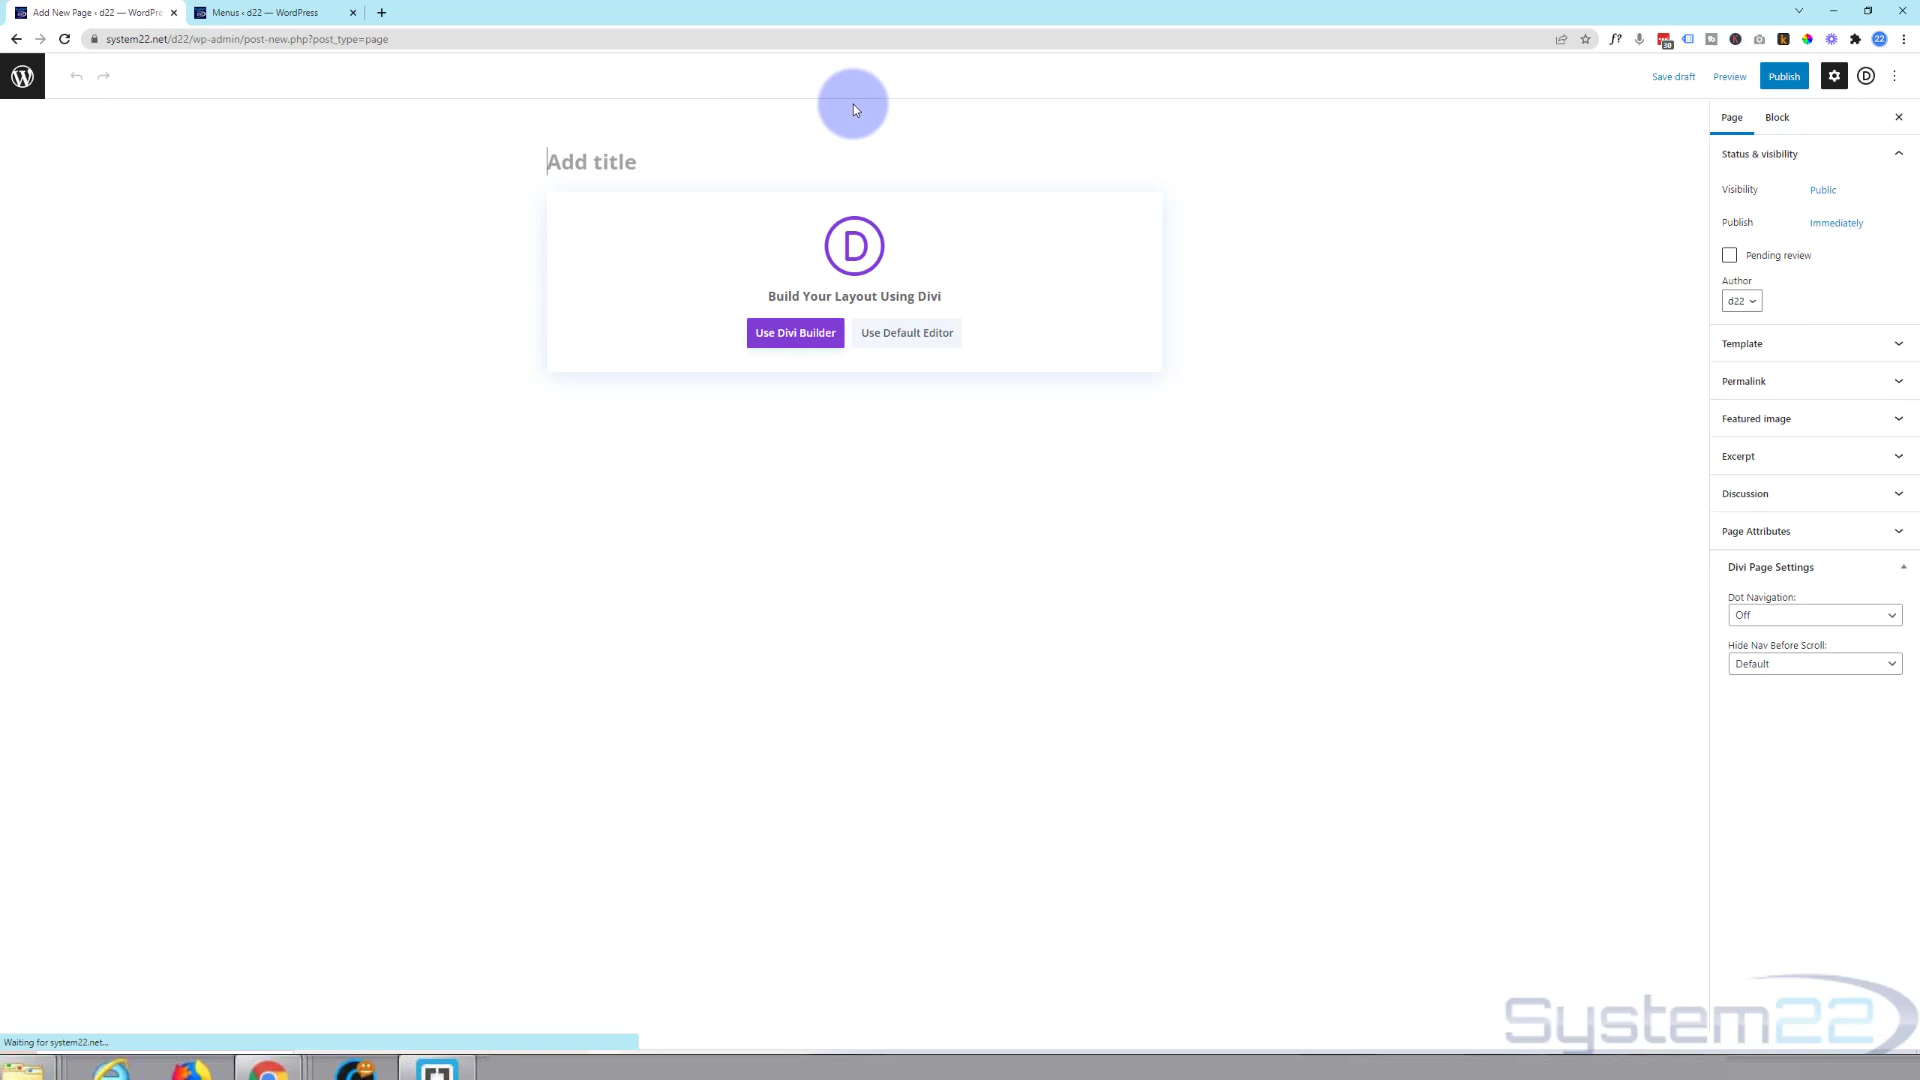 Add New Page ‹ d22 — WordPre
Menus ‹ d22 — WordPress
system22.net/d22/wp-admin/post-new.php?post_type=page
f?
30
22
Save draft
Preview
Publish
D
Page
Block
Add title
Status & visibility
Visibility
Public
Publish
Immediately
D
Pending review
Author
d22
Build Your Layout Using Divi
Use Divi Builder
Use Default Editor
Template
Permalink
Featured image
Excerpt
Discussion
Page Attributes
Divi Page Settings
Dot Navigation:
Off
Hide Nav Before Scroll:
Default
System22
Waiting for system22.net...